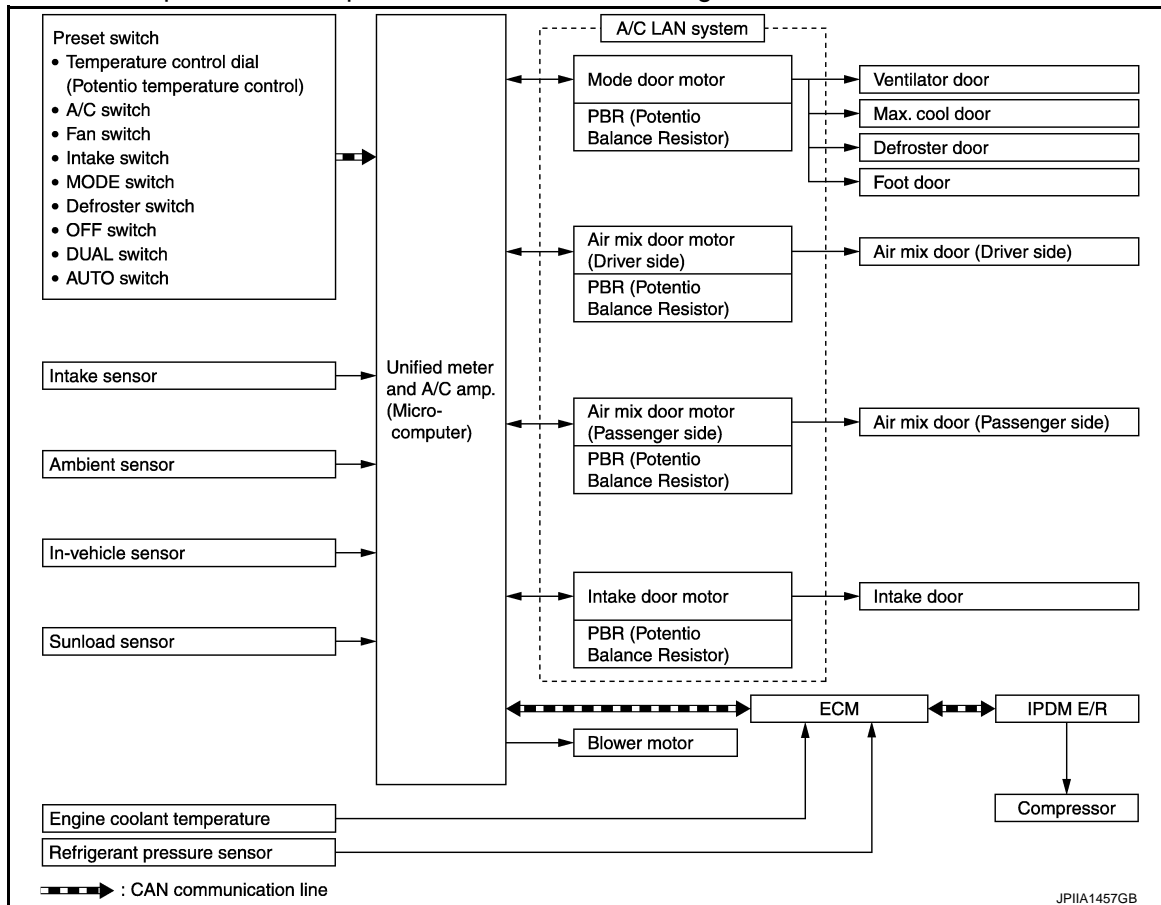 A/C LAN system
Preset switch
• Temperature control dial
(Potentio temperature control)
• A/C switch
• Fan switch
• Intake switch
• MODE switch
• Defroster switch
• OFF switch
• DUAL switch
• AUTO switch
Intake sensor
Ambient sensor
In-vehicle sensor
Sunload sensor
Unified meter
and A/C amp.
(Micro-
computer)
Mode door motor
PBR (Potentio
Balance Resistor)
Ventilator door
Max. cool door
Defroster door
Foot door
Air mix door motor
(Driver side)
PBR (Potentio
Balance Resistor)
Air mix door (Driver side)
Air mix door motor
(Passenger side)
PBR (Potentio
Balance Resistor)
Air mix door (Passenger side)
Intake door motor
PBR (Potentio
Balance Resistor)
Intake door
ECM
IPDM E/R
Blower motor
Compressor
Engine coolant temperature
Refrigerant pressure sensor
: CAN communication line
JPIIA1457GB